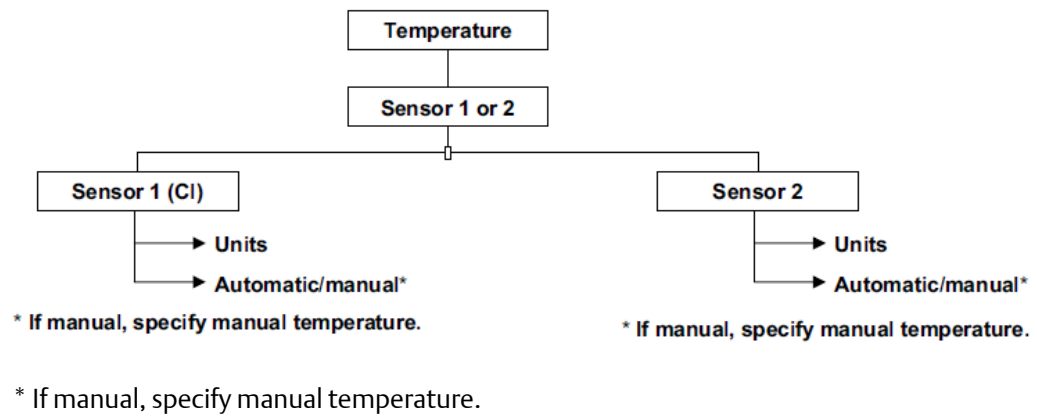 Temperature
Sensor 1 or 2
Sensor 1 (Cl)
Sensor 2
Units
Automatic/manual*
* If manual, specify manual temperature.
Units
Automatic/manual*
* If manual, specify manual temperature.
* If manual, specify manual temperature.